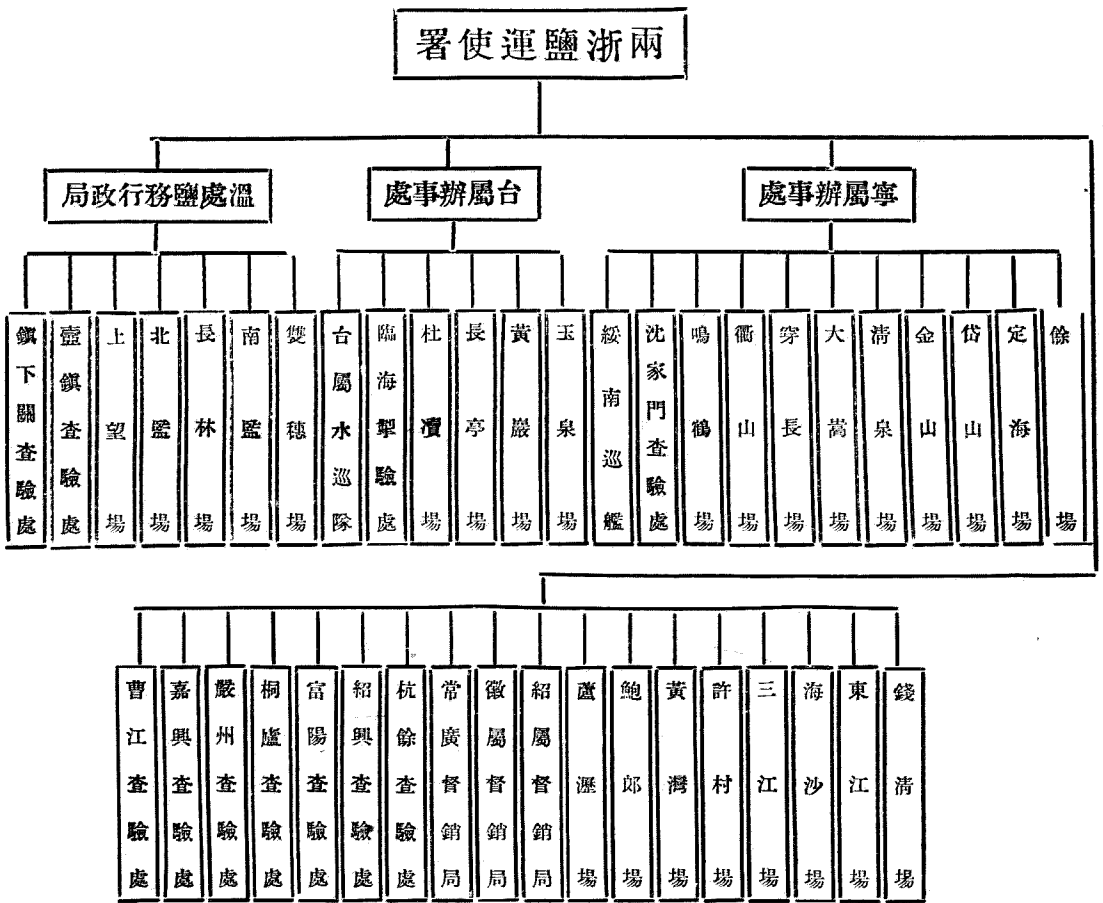 兩浙鹽運使署
寧屬辦事處
台屬辦事處
溫處鹽務行政局
餘場
定海場
岱山場
金山場
清泉場
大嵩場
穿長場
衢山場
鳴鶴場
沈家門查驗處
綏南巡艦
玉泉場
黃巖場
長亭場
杜瀆場
臨海掣驗處
台屬水巡隊
雙穗場
南監場
長林場
北監場
上望場
壼鎮查驗處
鎮下關查驗處
錢清場
東江場
海沙場
三江場
許村場
黃灣場
鮑郎場
蘆瀝場
紹屬督銷局
徽屬督銷局
常廣督銷局
杭餘查驗處
紹興查驗處
富陽查驗處
桐廬查驗處
嚴州查驗處
嘉興查驗處
曹江查驗處